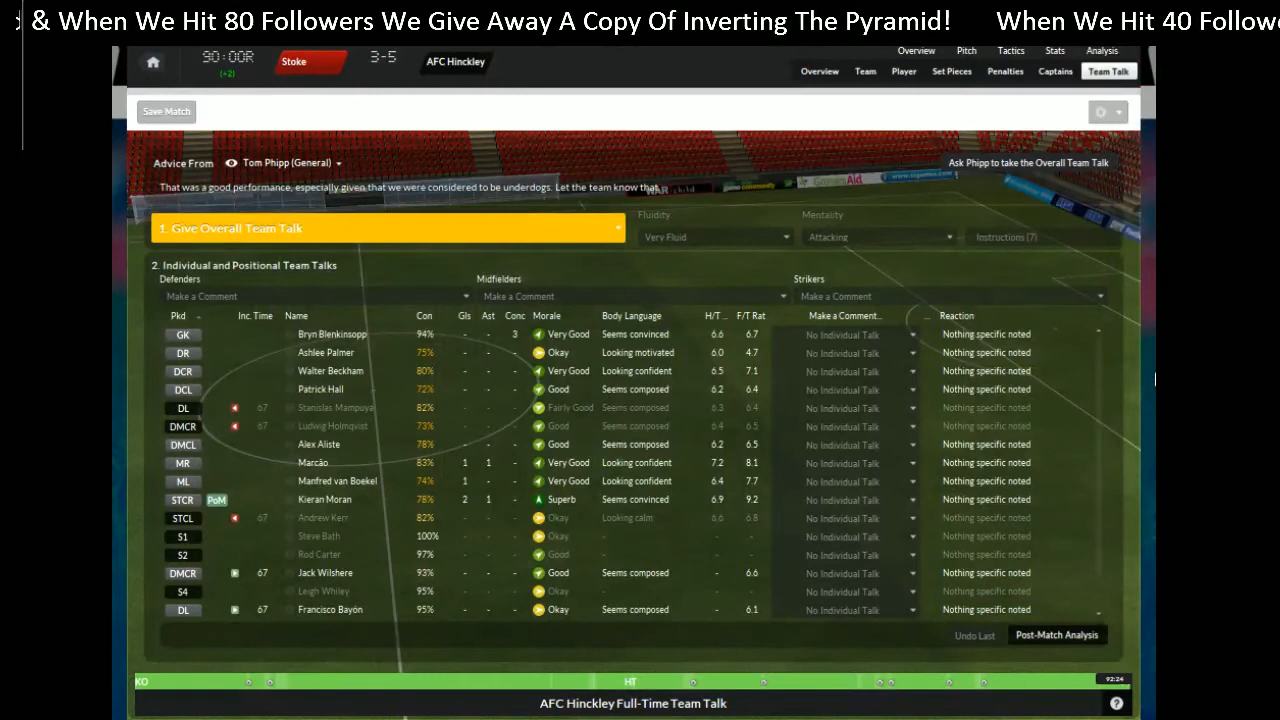 & When We Hit 80 Followers We Give Away A Copy Of Inverting The Pyramid! When We Hit 40 Followe
90:00R
(+2)
Stoke
3-5
AFC Hinckley
Overview Pitch Tactics Stats Analysis
Overview Team Player Set Pieces Penalties Captains Team Talk
Save Match
Advice From Tom Phipp (General)
Ask Phipp to take the Overall Team Talk
That was a good performance, especially given that we were considered to be underdogs. Let the team know that.
1. Give Overall Team Talk
Fluidity
Very Fluid
Mentality
Attacking
Instructions (7)
2. Individual and Positional Team Talks
Defenders Midfielders Strikers
Make a Comment Make a Comment Make a Comment
Pkd Inc. Time Name Con Gls Ast Conc Morale Body Language H/T ... F/T Rat Make a Comment... ... Reaction
GK Bryn Blenkinsopp 94% - - 3 Very Good Seems convinced 6.6 6.7 No Individual Talk Nothing specific noted
DR Ashlee Palmer 75% - - - Okay Looking motivated 6.0 4.7 No Individual Talk Nothing specific noted
DCR Walter Beckham 80% - - - Very Good Looking confident 6.5 7.1 No Individual Talk Nothing specific noted
DCL Patrick Hall 72% - - - Good Seems composed 6.2 6.4 No Individual Talk Nothing specific noted
DL 67 Stanislas Mampuya 82% - - - Fairly Good Seems composed 6.3 6.4 No Individual Talk Nothing specific noted
DMCR 67 Ludwig Holmqvist 73% - - - Good Seems composed 6.4 6.5 No Individual Talk Nothing specific noted
DMCL Alex Aliste 78% - - - Good Seems composed 6.2 6.5 No Individual Talk Nothing specific noted
MR Marcão 83% 1 1 - Very Good Looking confident 7.2 8.1 No Individual Talk Nothing specific noted
ML Manfred van Boekel 74% 1 - - Very Good Looking confident 6.4 7.7 No Individual Talk Nothing specific noted
STCR PoM Kieran Moran 78% 2 1 - Superb Seems convinced 6.9 9.2 No Individual Talk Nothing specific noted
STCL 67 Andrew Kerr 82% - - - Okay Looking calm 6.6 6.8 No Individual Talk Nothing specific noted
S1 Steve Bath 100% - - - Okay - - - No Individual Talk Nothing specific noted
S2 Rod Carter 97% - - - Good - - - No Individual Talk Nothing specific noted
DMCR 67 Jack Wilshere 93% - - - Good Seems composed - 6.6 No Individual Talk Nothing specific noted
S4 Leigh Whiley 95% - - - Okay - - - No Individual Talk Nothing specific noted
DL 67 Francisco Bayón 95% - - - Okay Seems composed - 6.1 No Individual Talk Nothing specific noted
Undo Last Post-Match Analysis
KO HT 92:24
AFC Hinckley Full-Time Team Talk
?